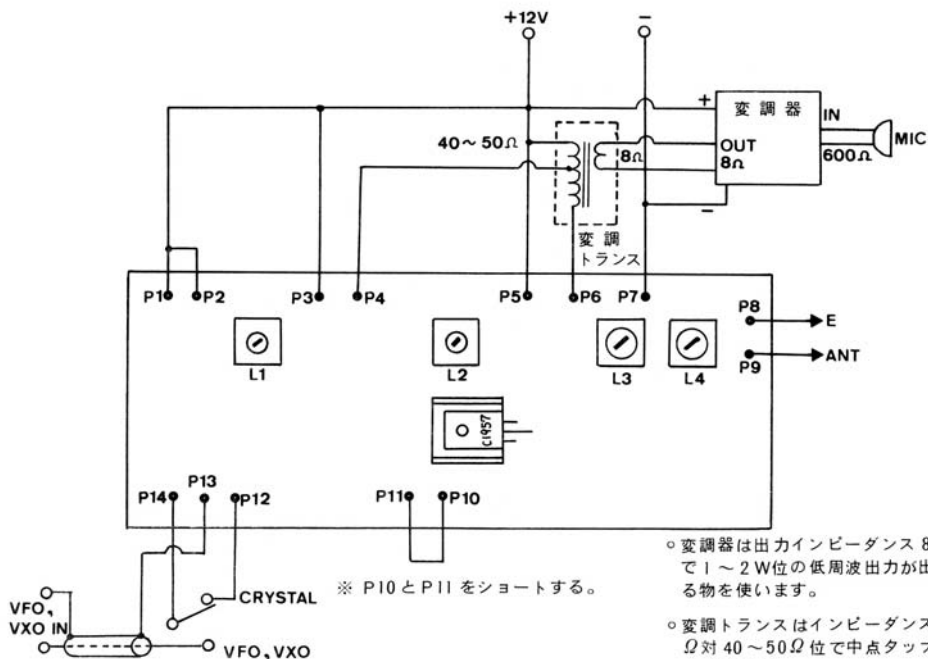 +12V
−
+
変調器
IN
MIC
600Ω
OUT
8Ω
−
40〜50Ω
8Ω
変調
トランス
P1
P2
P3
P4
P5
P6
P7
P8
E
P9
ANT
L1
L2
L3
L4
C1957
P14
P13
P12
P11
P10
CRYSTAL
※ P10とP11をショートする。
VFO,
VXO IN
VFO, VXO
○変調器は出力インピーダンス8
で1〜2W位の低周波出力が出
る物を使います。
○変調トランスはインピーダンス
Ω対40〜50Ω位で中点タップ